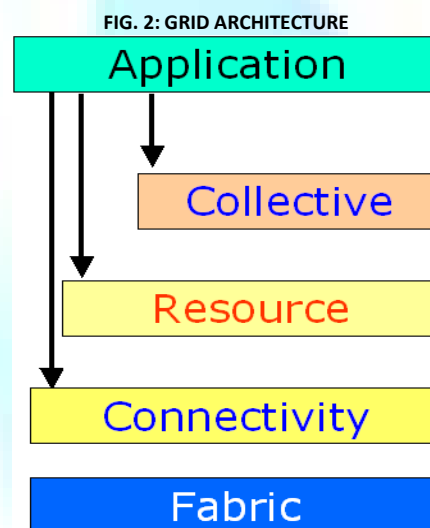 FIG. 2: GRID ARCHITECTURE
Application
Collective
Resource
Connectivity
Fabric